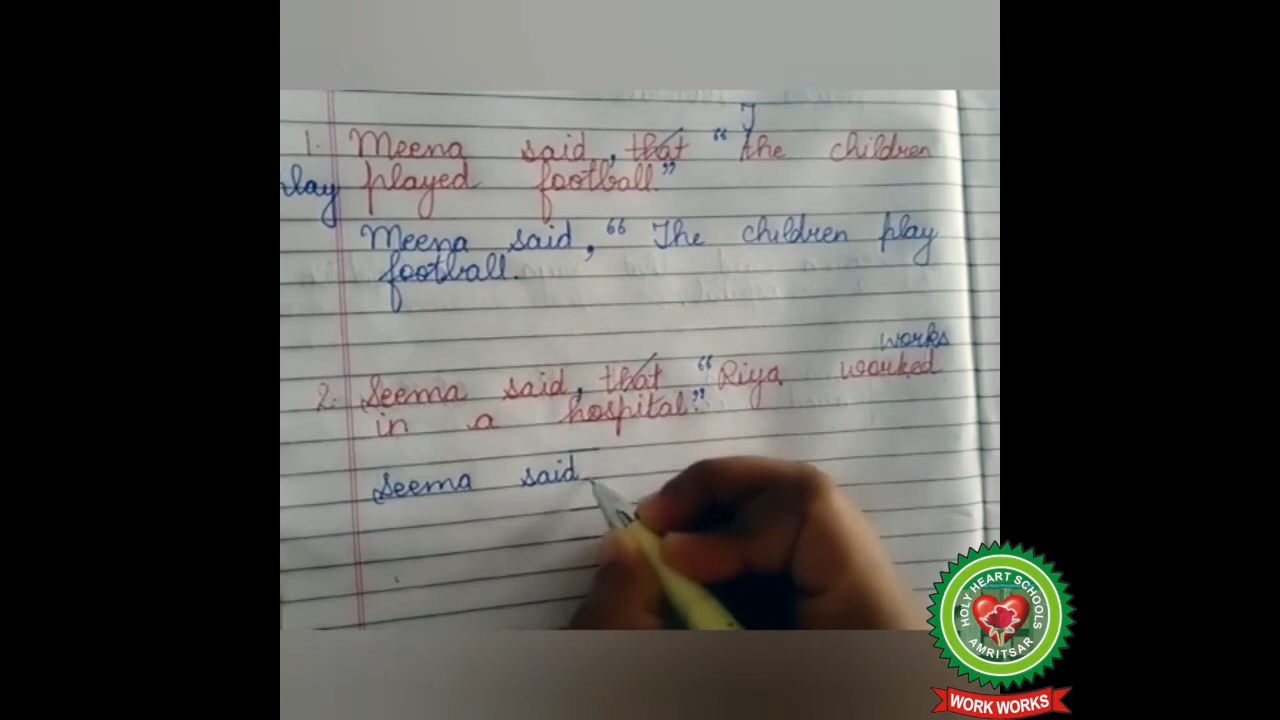 T
1. Meena said, that “the children
play played football.”
Meena said, “ The children play
football.
works
2. Seema said, that “Riya worked
in a hospital.”
Seema said,
HOLY HEART SCHOOLS
AMRITSAR
WORK WORKS